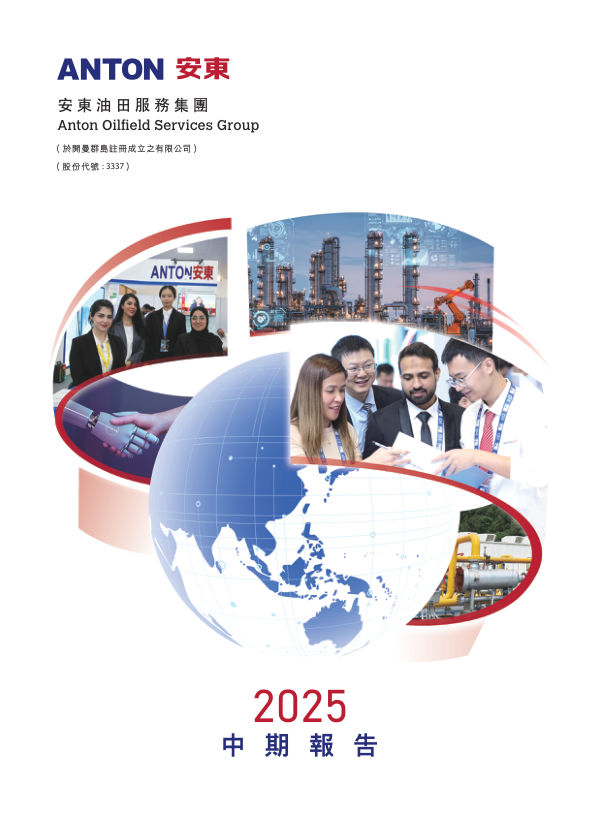 ANTON 安東
安東油田服務集團
Anton Oilfield Services Group
(於開曼群島註冊成立之有限公司)
(股份代號:3337)
ANTON安東
2025
中期報告